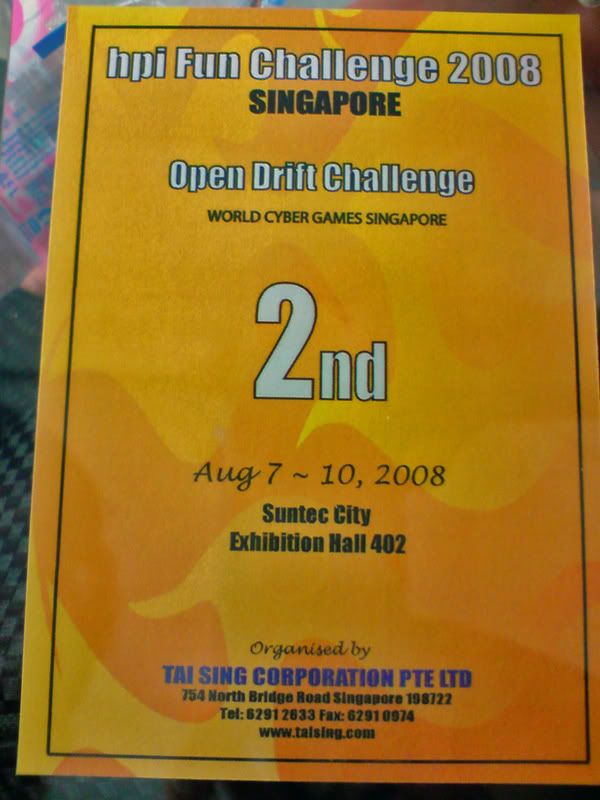 hpi Fun Challenge 2008
SINGAPORE
Open Drift Challenge
WORLD CYBER GAMES SINGAPORE
2nd
Aug 7 ~ 10, 2008
Suntec City
Exhibition Hall 402
Organised by
TAI SING CORPORATION PTE LTD
754 North Bridge Road Singapore 198722
Tel: 6291 2633 Fax: 6291 0974
www.taising.com